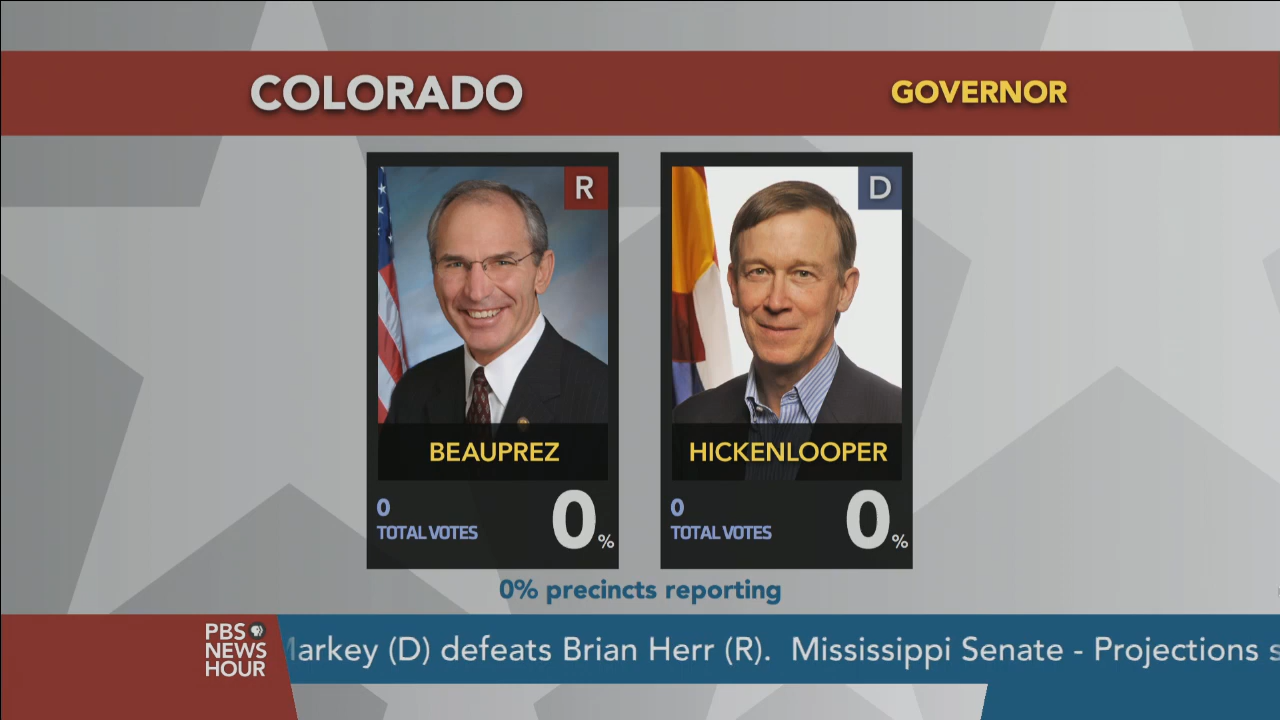 COLORADO
GOVERNOR
R
D
BEAUPREZ
HICKENLOOPER
0
TOTAL VOTES
0%
0
TOTAL VOTES
0%
0% precincts reporting
PBS
NEWS
HOUR
Markey (D) defeats Brian Herr (R). Mississippi Senate - Projections s